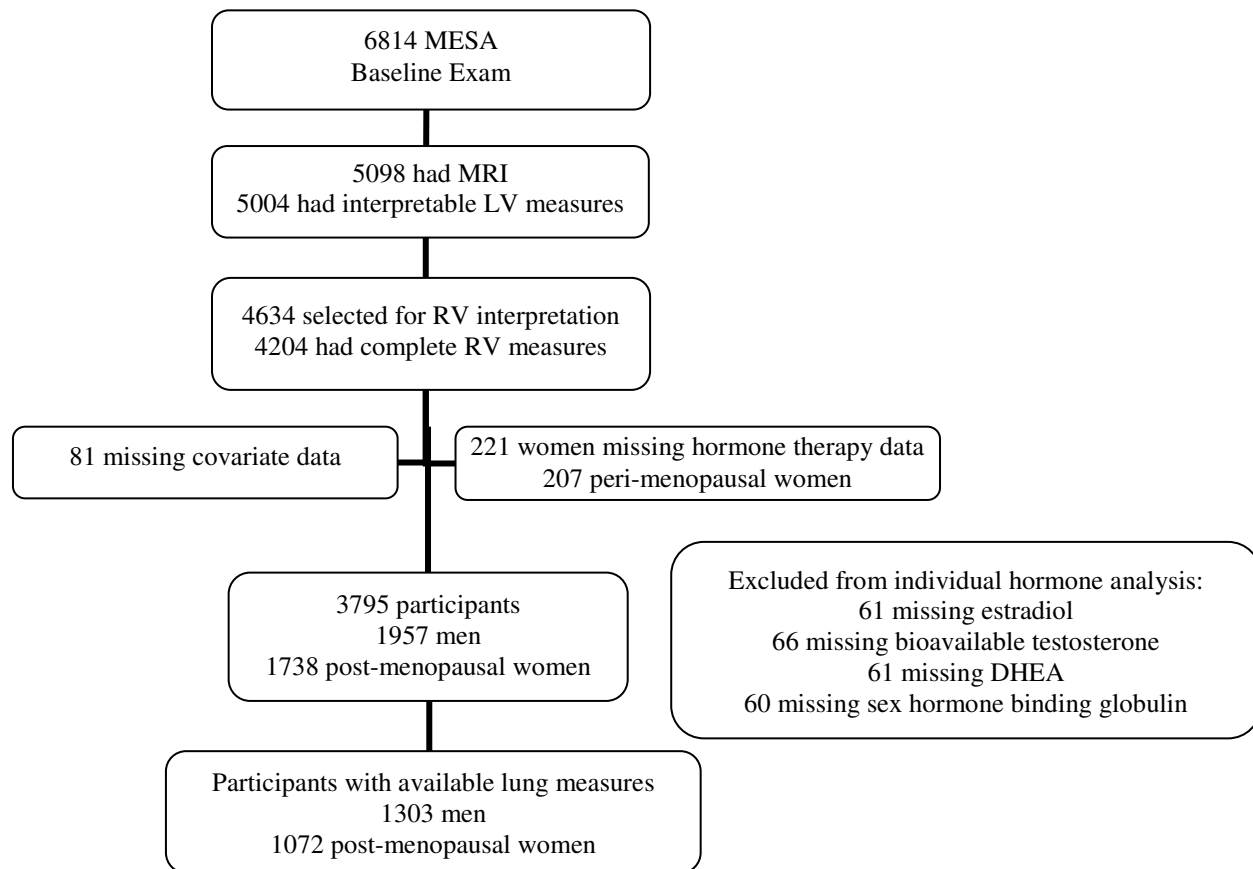 6814 MESA
Baseline Exam
5098 had MRI
5004 had interpretable LV measures
4634 selected for RV interpretation
4204 had complete RV measures
81 missing covariate data
221 women missing hormone therapy data
207 peri-menopausal women
3795 participants
1957 men
1738 post-menopausal women
Excluded from individual hormone analysis:
61 missing estradiol
66 missing bioavailable testosterone
61 missing DHEA
60 missing sex hormone binding globulin
Participants with available lung measures
1303 men
1072 post-menopausal women